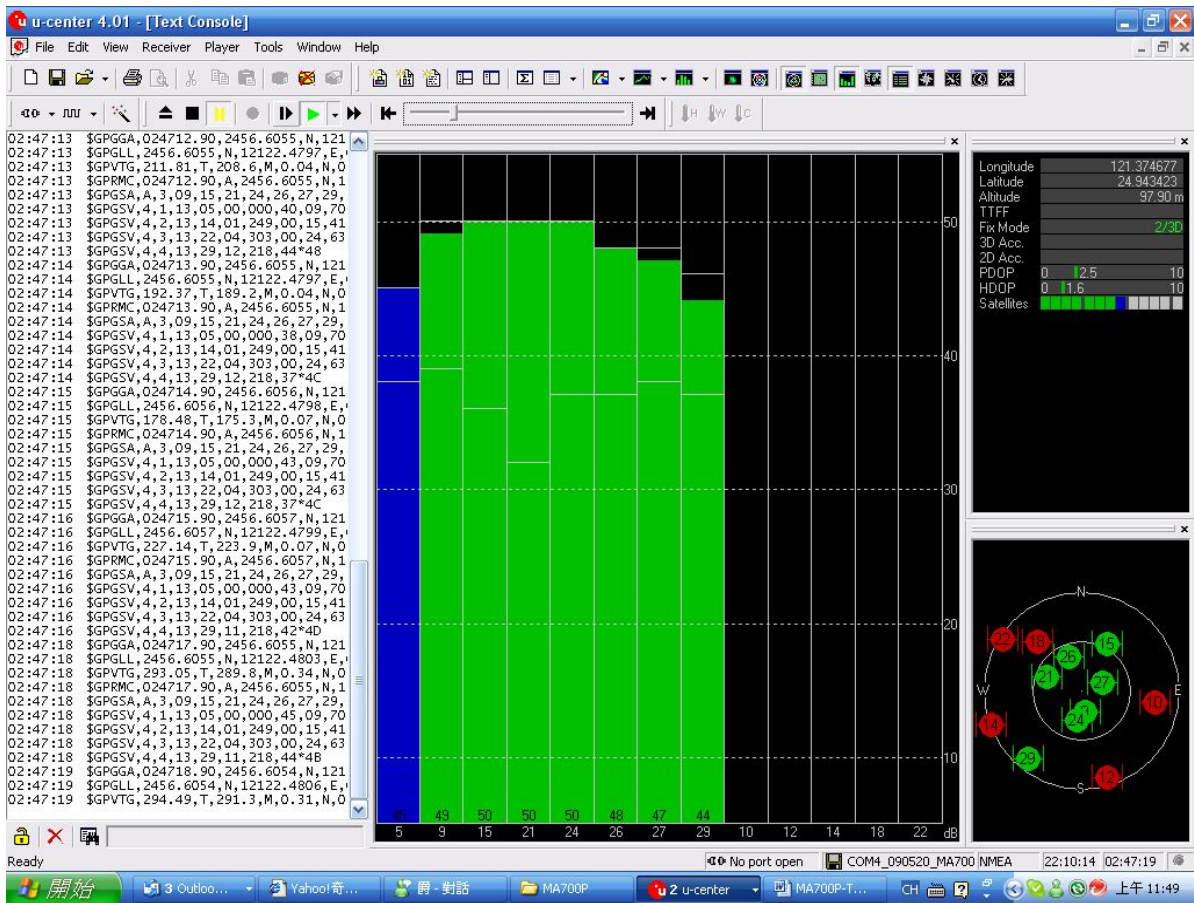 u-center 4.01 - [Text Console]
File Edit View Receiver Player Tools Window Help
02:47:13 $GPGGA,024712.90,2456.6055,N,121
02:47:13 $GPGLL,2456.6055,N,12122.4797,E,
02:47:13 $GPVTG,211.81,T,208.6,M,0.04,N,0
02:47:13 $GPRMC,024712.90,A,2456.6055,N,1
02:47:13 $GPGSA,A,3,09,15,21,24,26,27,29,
02:47:13 $GPGSV,4,1,13,05,00,000,40,09,70
02:47:13 $GPGSV,4,2,13,14,01,249,00,15,41
02:47:13 $GPGSV,4,3,13,22,04,303,00,24,63
02:47:13 $GPGSV,4,4,13,29,12,218,44*48
02:47:14 $GPGGA,024713.90,2456.6055,N,121
02:47:14 $GPGLL,2456.6055,N,12122.4797,E,
02:47:14 $GPVTG,192.37,T,189.2,M,0.04,N,0
02:47:14 $GPRMC,024713.90,A,2456.6055,N,1
02:47:14 $GPGSA,A,3,09,15,21,24,26,27,29,
02:47:14 $GPGSV,4,1,13,05,00,000,38,09,70
02:47:14 $GPGSV,4,2,13,14,01,249,00,15,41
02:47:14 $GPGSV,4,3,13,22,04,303,00,24,63
02:47:14 $GPGSV,4,4,13,29,12,218,37*4C
02:47:15 $GPGGA,024714.90,2456.6056,N,121
02:47:15 $GPGLL,2456.6056,N,12122.4798,E,
02:47:15 $GPVTG,178.48,T,175.3,M,0.07,N,0
02:47:15 $GPRMC,024714.90,A,2456.6056,N,1
02:47:15 $GPGSA,A,3,09,15,21,24,26,27,29,
02:47:15 $GPGSV,4,1,13,05,00,000,43,09,70
02:47:15 $GPGSV,4,2,13,14,01,249,00,15,41
02:47:15 $GPGSV,4,3,13,22,04,303,00,24,63
02:47:15 $GPGSV,4,4,13,29,12,218,37*4C
02:47:16 $GPGGA,024715.90,2456.6057,N,121
02:47:16 $GPGLL,2456.6057,N,12122.4799,E,
02:47:16 $GPVTG,227.14,T,223.9,M,0.07,N,0
02:47:16 $GPRMC,024715.90,A,2456.6057,N,1
02:47:16 $GPGSA,A,3,09,15,21,24,26,27,29,
02:47:16 $GPGSV,4,1,13,05,00,000,43,09,70
02:47:16 $GPGSV,4,2,13,14,01,249,00,15,41
02:47:16 $GPGSV,4,3,13,22,04,303,00,24,63
02:47:16 $GPGSV,4,4,13,29,11,218,42*4D
02:47:18 $GPGGA,024717.90,2456.6055,N,121
02:47:18 $GPGLL,2456.6055,N,12122.4803,E,
02:47:18 $GPVTG,293.05,T,289.8,M,0.34,N,0
02:47:18 $GPRMC,024717.90,A,2456.6055,N,1
02:47:18 $GPGSA,A,3,09,15,21,24,26,27,29,
02:47:18 $GPGSV,4,1,13,05,00,000,45,09,70
02:47:18 $GPGSV,4,2,13,14,01,249,00,15,41
02:47:18 $GPGSV,4,3,13,22,04,303,00,24,63
02:47:18 $GPGSV,4,4,13,29,11,218,44*4B
02:47:19 $GPGGA,024718.90,2456.6054,N,121
02:47:19 $GPGLL,2456.6054,N,12122.4806,E,
02:47:19 $GPVTG,294.49,T,291.3,M,0.31,N,0
50
40
30
20
10
45 49 50 50 50 48 47 44
5 9 15 21 24 26 27 29 10 12 14 18 22 dB
Longitude 121.374677
Latitude 24.943423
Altitude 97.90 m
TTFF
Fix Mode 2/3D
3D Acc.
2D Acc.
PDOP 0 2.5 10
HDOP 0 1.6 10
Satellites
N
22 18 15
26
21 27
W E
10
24
14
29
12
S
Ready
No port open COM4_090520_MA700 NMEA 22:10:14 02:47:19
開始 3 Outloo... Yahoo!奇... 爵 - 對話 MA700P 2 u-center MA700P-T... CH 上午 11:49